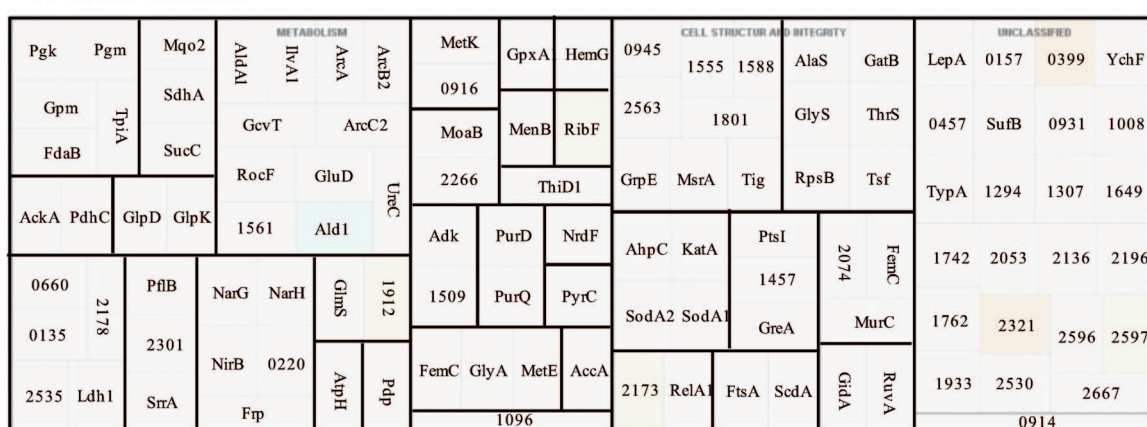 METABOLISM
Pgk Pgm
Gpm
TpiA
FdaB
Mqo2
SdhA
SucC
AldA1 IlvA1 ArcA ArcB2
GcvT ArcC2
RocF GluD
UreC
1561 Ald1
AckA PdhC
GlpD GlpK
0660
2178
0135
2535 Ldh1
PflB
2301
SrrA
NarG NarH
NirB 0220
Frp
GlmS 1912
AtpH Pdp
MetK
0916
MoaB
2266
GpxA1 HemG
MenB RibF
ThiD1
Adk
1509
PurD
PurQ
NrdF
PyrC
FemC GlyA MetE
AccA
1096
CELL STRUCTUR AND INTEGRITY
0945
1555 1588
2563
1801
GrpE MsrA Tig
AlaS GatB
GlyS ThrS
RpsB Tsf
AhpC KatA
SodA2 SodA1
PtsI
1457
GreA
2074 FemC
MurC
2173 RelA1
FtsA ScdA
GidA RuvA
UNCLASSIFIED
LepA 0157 0399 YchF
0457 SufB 0931 1008
TypA 1294 1307 1649
1742 2053 2136 2196
1762 2321 2596 2597
1933 2530 2667
0914